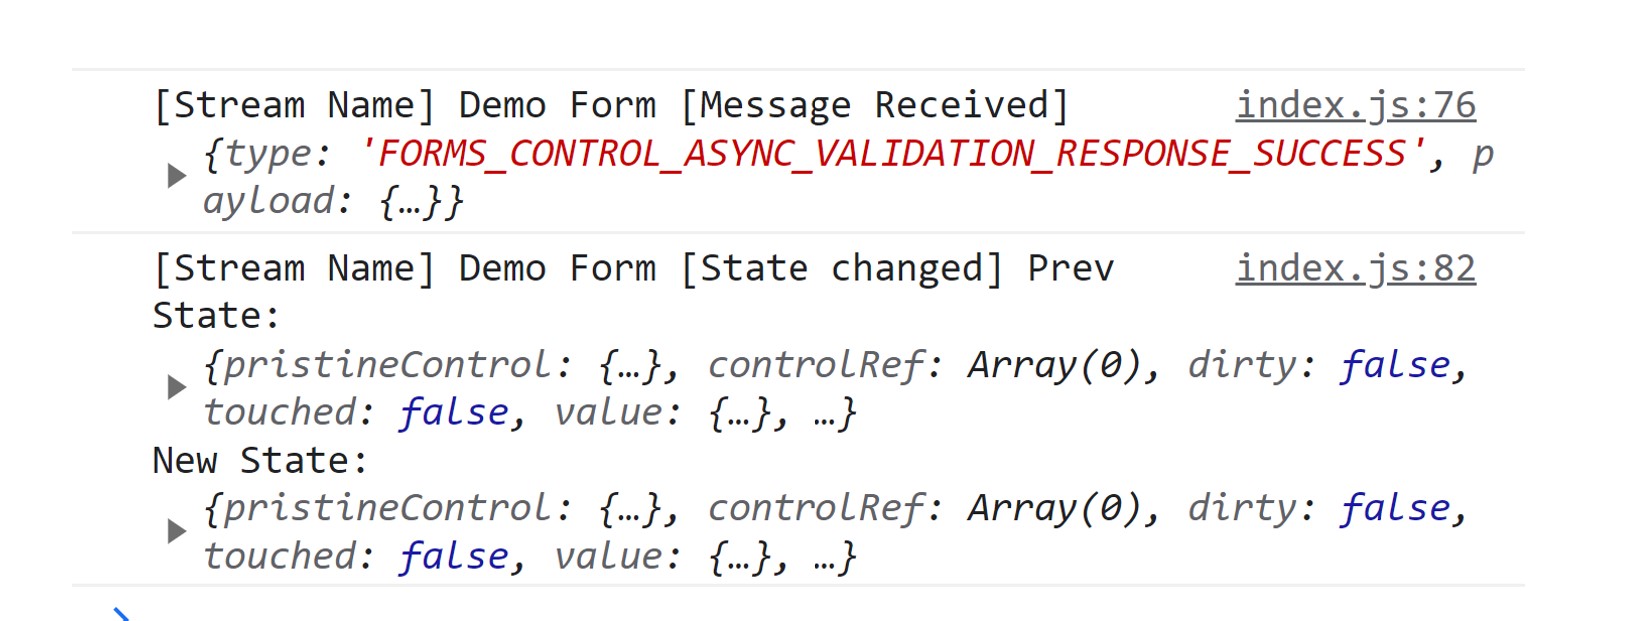 [Stream Name] Demo Form [Message Received] index.js:76
{type: 'FORMS_CONTROL_ASYNC_VALIDATION_RESPONSE_SUCCESS', p
ayload: {…}}
[Stream Name] Demo Form [State changed] Prev index.js:82
State:
{pristineControl: {…}, controlRef: Array(0), dirty: false,
touched: false, value: {…}, …}
New State:
{pristineControl: {…}, controlRef: Array(0), dirty: false,
touched: false, value: {…}, …}